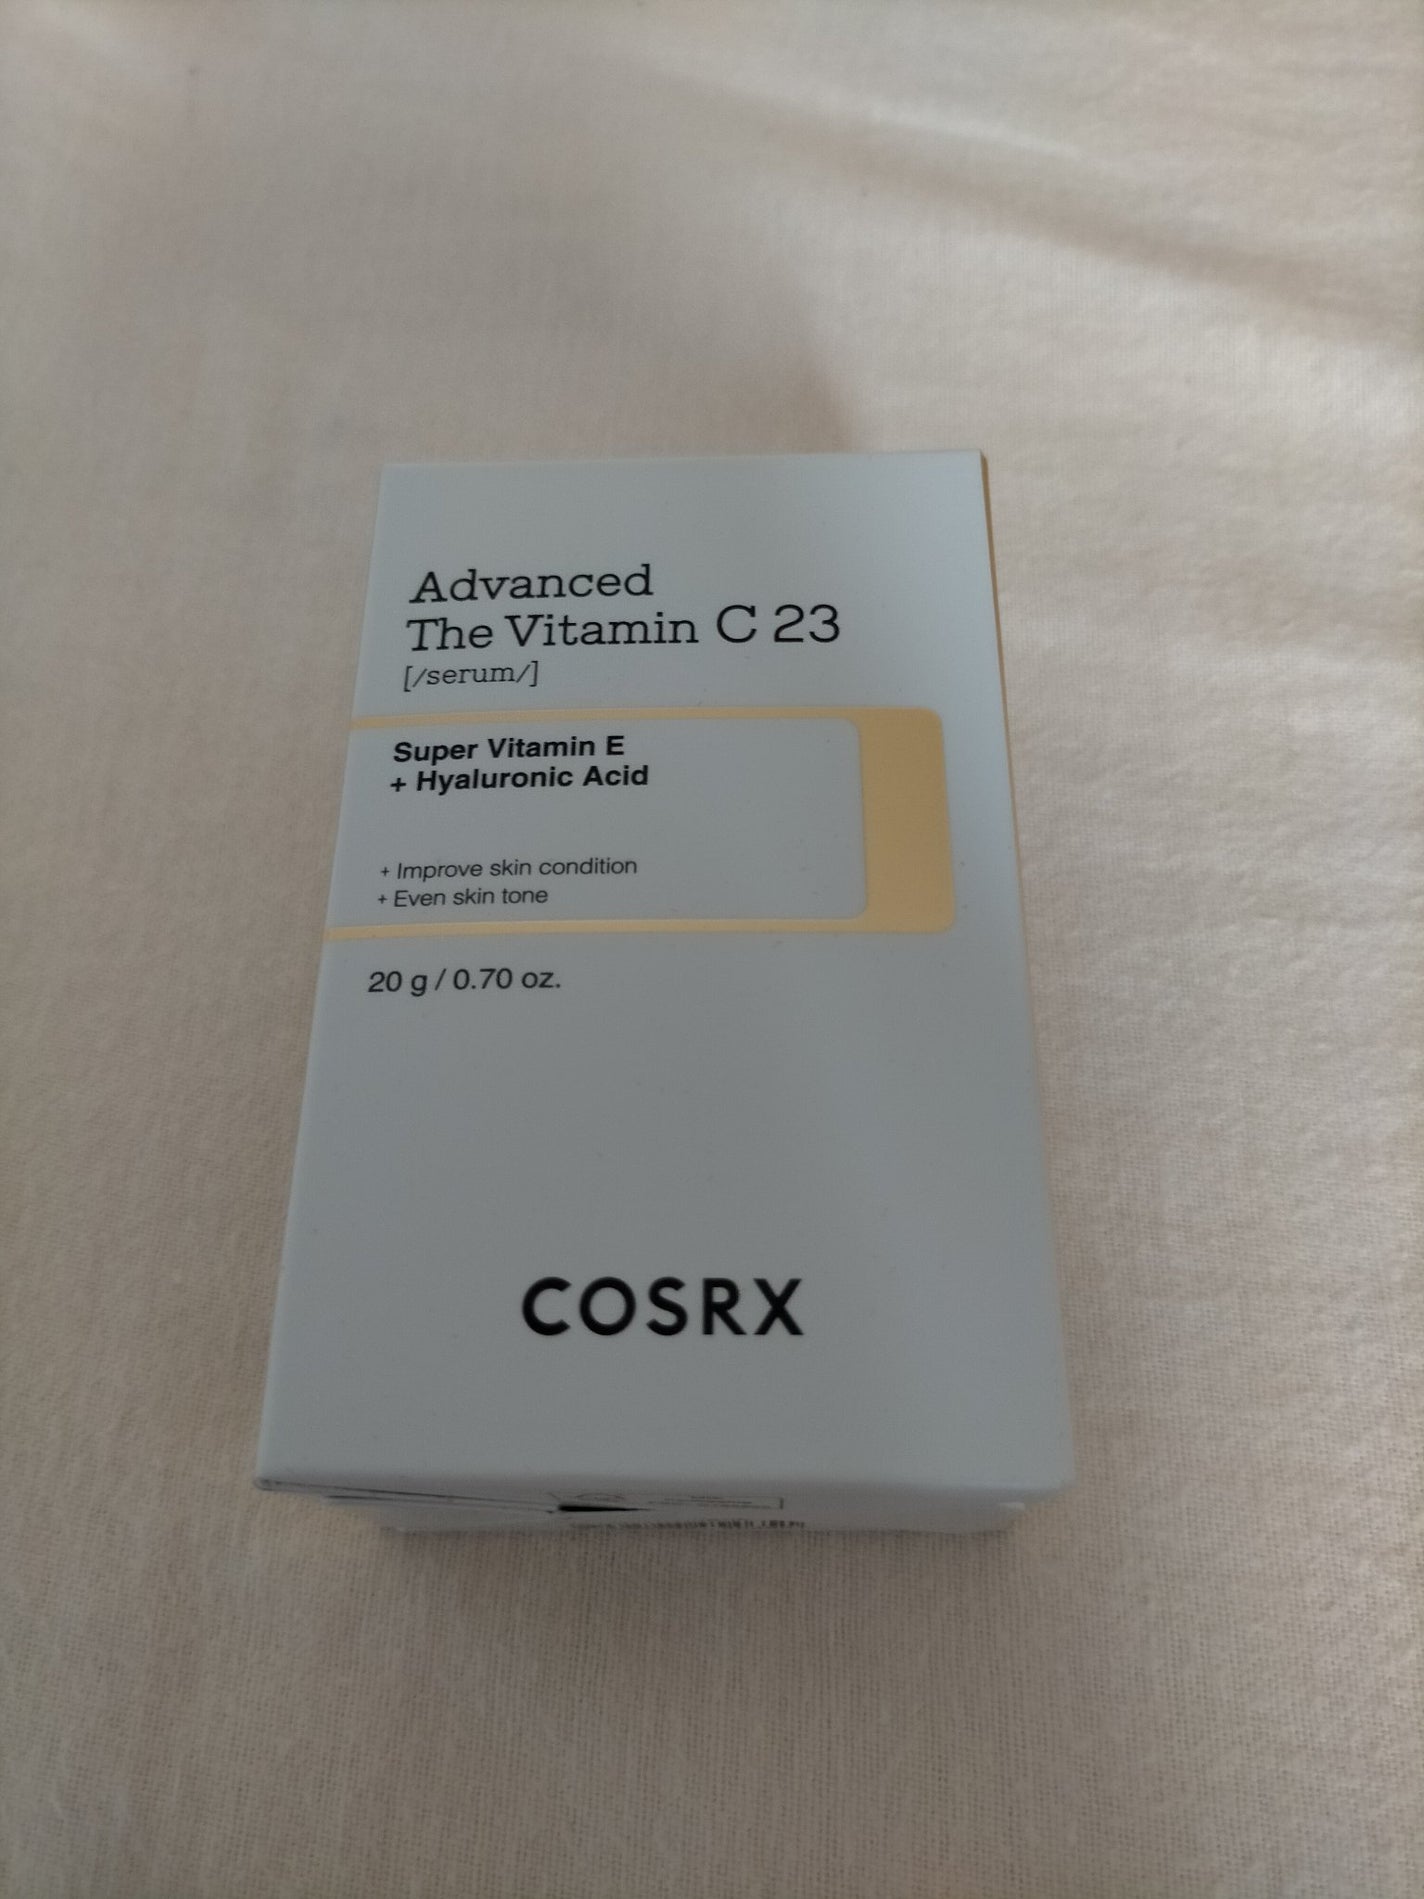 Advanced
The Vitamin C 23
[/serum/]
Super Vitamin E
+ Hyaluronic Acid
+ Improve skin condition
+ Even skin tone
20 g / 0.70 oz.
COSRX